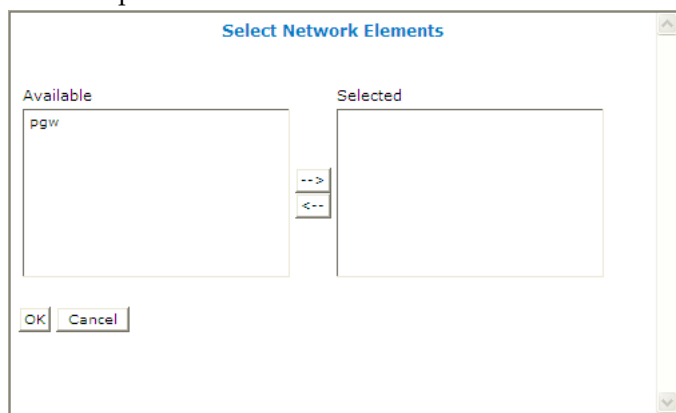 Select Network Elements
Available
Selected
pgw
-->
<--
OK
Cancel